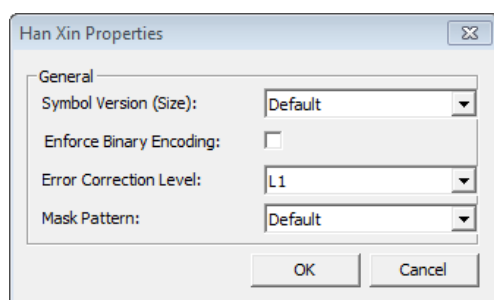 Han Xin Properties
General
Symbol Version (Size): Default
Enforce Binary Encoding:
Error Correction Level: L1
Mask Pattern: Default
OK Cancel